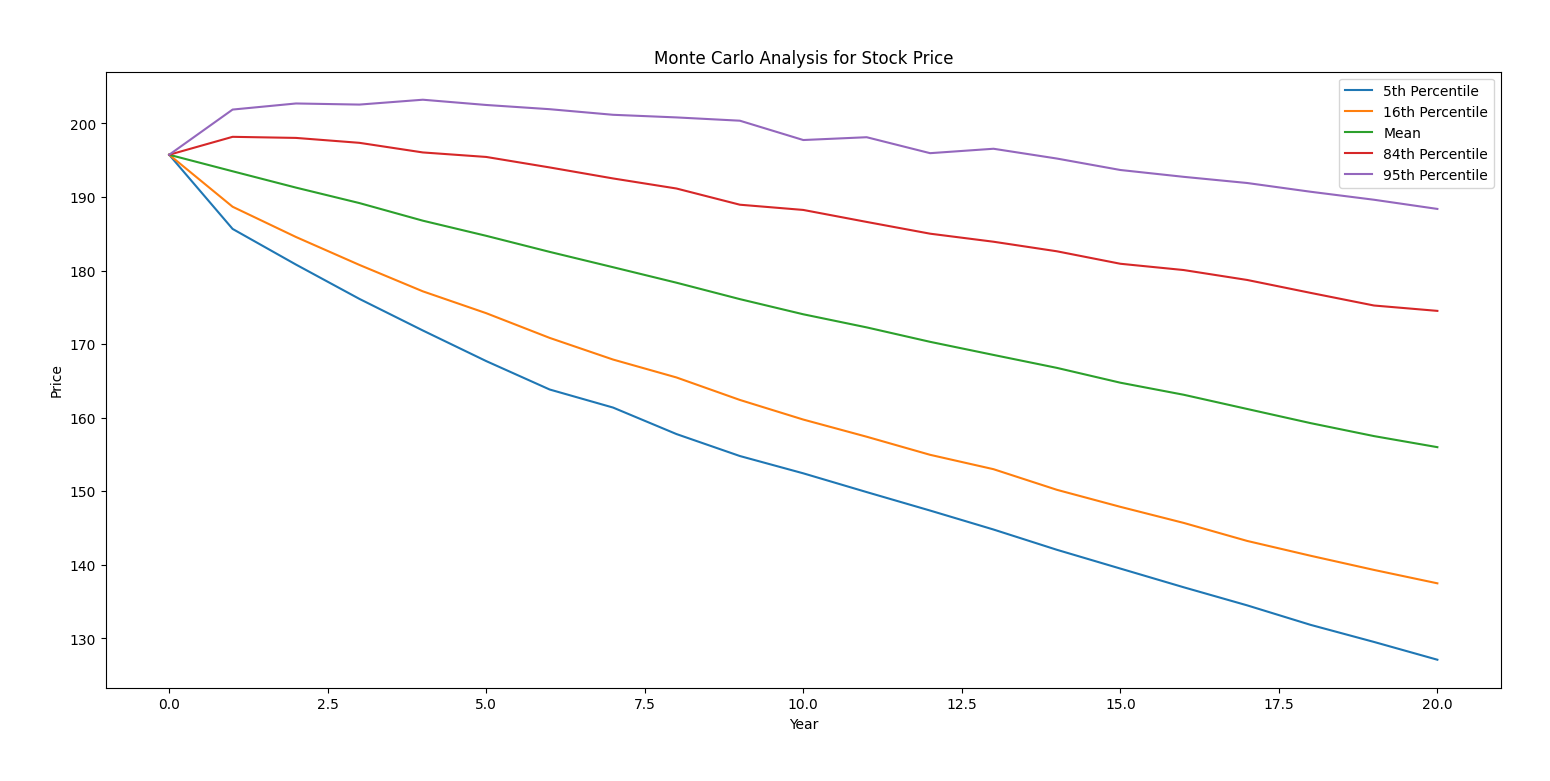 Monte Carlo Analysis for Stock Price
5th Percentile
16th Percentile
Mean
84th Percentile
95th Percentile
200
190
180
170
160
150
140
130
Price
0.0 2.5 5.0 7.5 10.0 12.5 15.0 17.5 20.0
Year